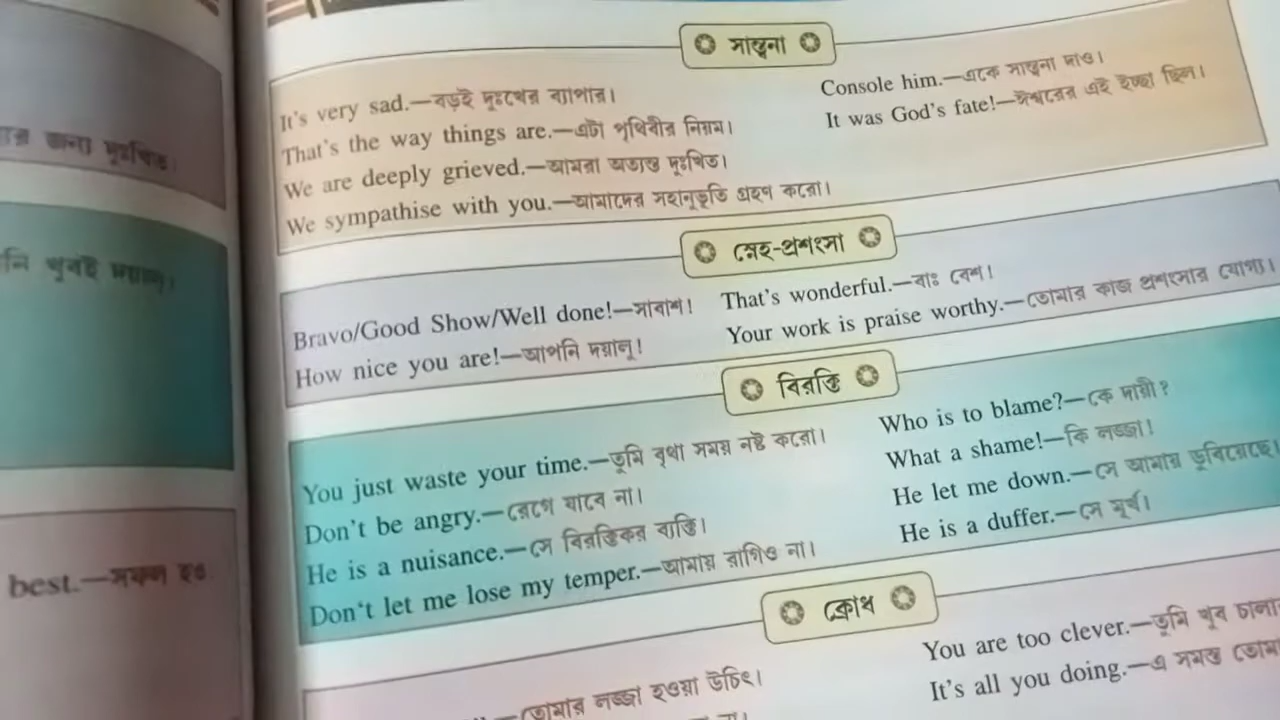 জন্য দুঃখিত।
খুবই দয়ালু।
best.—সফল হও
সান্ত্বনা
It's very sad.—বড়ই দুঃখের ব্যাপার।
That's the way things are.—এটা পৃথিবীর নিয়ম।
We are deeply grieved.—আমরা অত্যন্ত দুঃখিত।
We sympathise with you.—আমাদের সহানুভূতি গ্রহণ করো।
Console him.—একে সান্ত্বনা দাও।
It was God's fate!—ঈশ্বরের এই ইচ্ছা ছিল।
স্নেহ-প্রশংসা
Bravo/Good Show/Well done!—সাবাশ!
How nice you are!—আপনি দয়ালু!
That's wonderful.—বাঃ বেশ।
Your work is praise worthy.—তোমার কাজ প্রশংসার যোগ্য।
বিরক্তি
You just waste your time.—তুমি বৃথা সময় নষ্ট করো।
Don't be angry.—রেগে যাবে না।
He is a nuisance.—সে বিরক্তিকর ব্যক্তি।
Don't let me lose my temper.—আমায় রাগিও না।
Who is to blame?—কে দায়ী?
What a shame!—কি লজ্জা!
He let me down.—সে আমায় ডুবিয়েছে।
He is a duffer.—সে মূর্খ।
ক্রোধ
—তোমার লজ্জা হওয়া উচিৎ।
না।
You are too clever.—তুমি খুব
It's all you doing.—এ সমস্ত